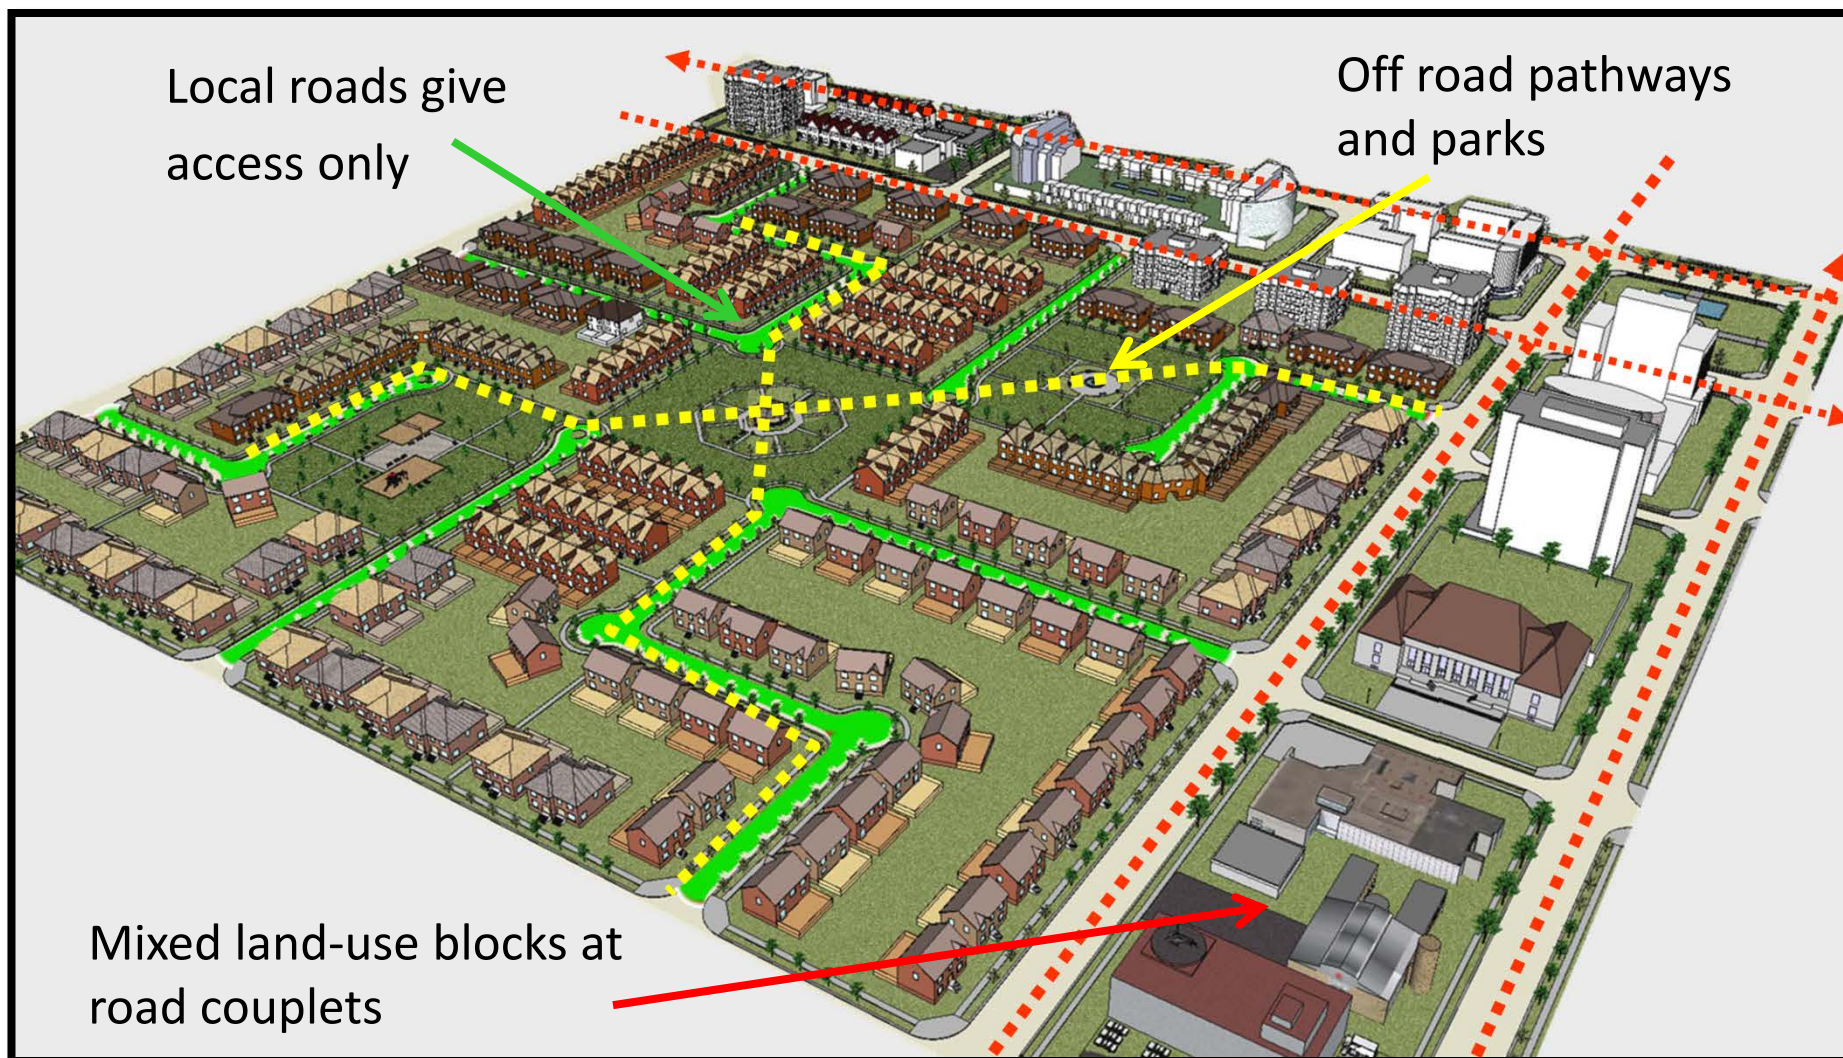 Local roads give
access only
Off road pathways
and parks
Mixed land-use blocks at
road couplets